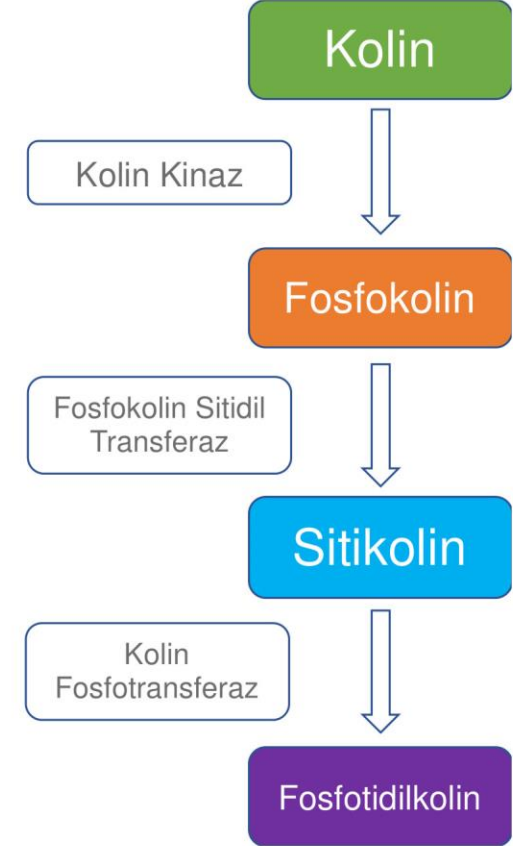 Kolin
Kolin Kinaz
Fosfokolin
Fosfokolin Sitidil
Transferaz
Sitikolin
Kolin
Fosfotransferaz
Fosfotidilkolin